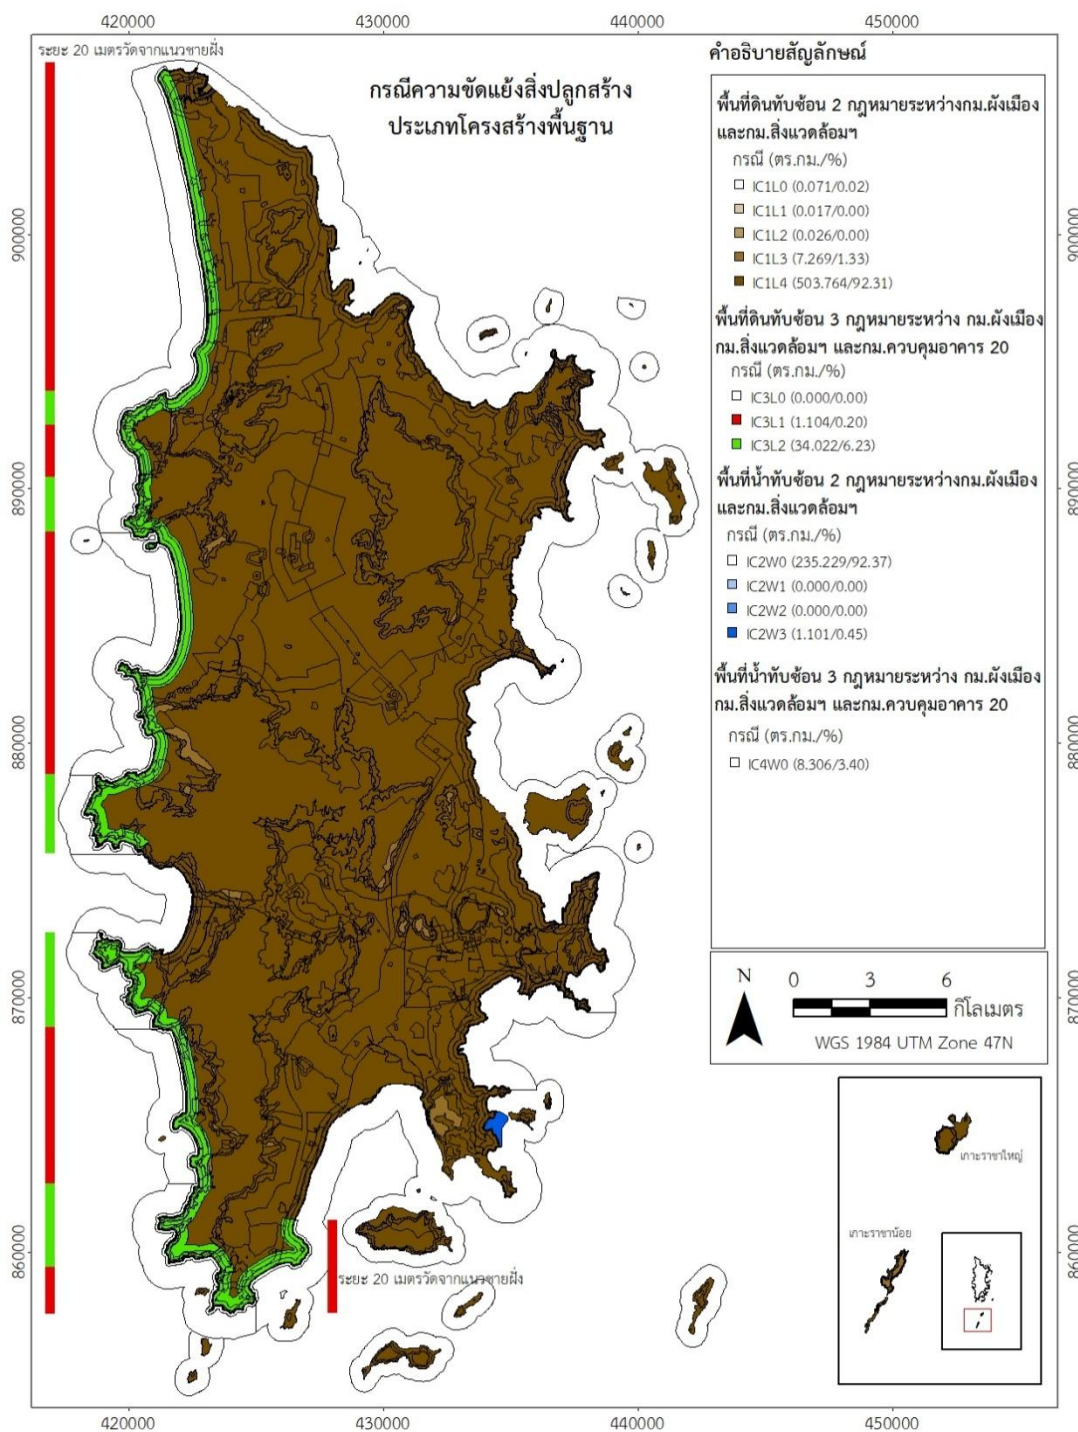 420000 430000 440000 450000
ระยะ 20 เมตรวัดจากแนวชายฝั่ง
กรณีความขัดแย้งสิ่งปลูกสร้าง
ประเภทโครงสร้างพื้นฐาน
คำอธิบายสัญลักษณ์
พื้นที่ดินทับซ้อน 2 กฎหมายระหว่างกม.ผังเมือง
และกม.สิ่งแวดล้อมฯ
กรณี (ตร.กม./%)
IC1L0 (0.071/0.02)
IC1L1 (0.017/0.00)
IC1L2 (0.026/0.00)
IC1L3 (7.269/1.33)
IC1L4 (503.764/92.31)
พื้นที่ดินทับซ้อน 3 กฎหมายระหว่าง กม.ผังเมือง
กม.สิ่งแวดล้อมฯ และกม.ควบคุมอาคาร 20
กรณี (ตร.กม./%)
IC3L0 (0.000/0.00)
IC3L1 (1.104/0.20)
IC3L2 (34.022/6.23)
พื้นที่น้ำทับซ้อน 2 กฎหมายระหว่างกม.ผังเมือง
และกม.สิ่งแวดล้อมฯ
กรณี (ตร.กม./%)
IC2W0 (235.229/92.37)
IC2W1 (0.000/0.00)
IC2W2 (0.000/0.00)
IC2W3 (1.101/0.45)
พื้นที่น้ำทับซ้อน 3 กฎหมายระหว่าง กม.ผังเมือง
กม.สิ่งแวดล้อมฯ และกม.ควบคุมอาคาร 20
กรณี (ตร.กม./%)
IC4W0 (8.306/3.40)
N
0 3 6
กิโลเมตร
WGS 1984 UTM Zone 47N
เกาะราชาใหญ่
เกาะราชาน้อย
ระยะ 20 เมตรวัดจากแนวชายฝั่ง
900000 900000
890000 890000
880000 880000
870000 870000
860000 860000
420000 430000 440000 450000